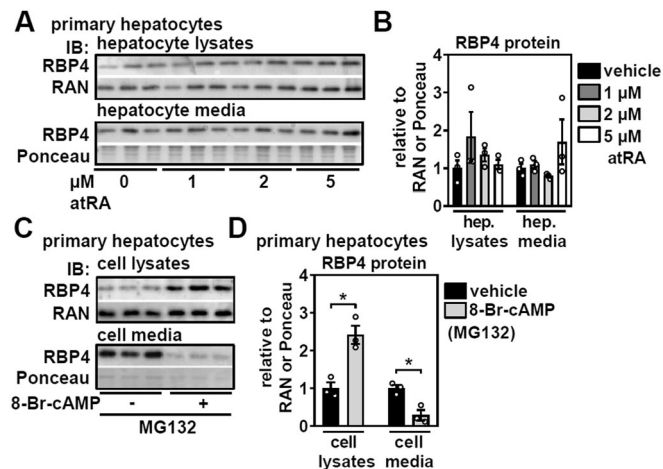 A primary hepatocytes
IB: hepatocyte lysates
RBP4
RAN
hepatocyte media
RBP4
Ponceau
µM 0 1 2 5
atRA
B
RBP4 protein
relative to
RAN or Ponceau
4
3
2
1
0
hep. hep.
lysates media
vehicle
1 µM
2 µM
5 µM
atRA
C primary hepatocytes
IB: cell lysates
RBP4
RAN
cell media
RBP4
Ponceau
8-Br-cAMP - +
MG132
D primary hepatocytes
RBP4 protein
relative to
RAN or Ponceau
4
3
2
1
0
* *
cell cell
lysates media
vehicle
8-Br-cAMP
(MG132)